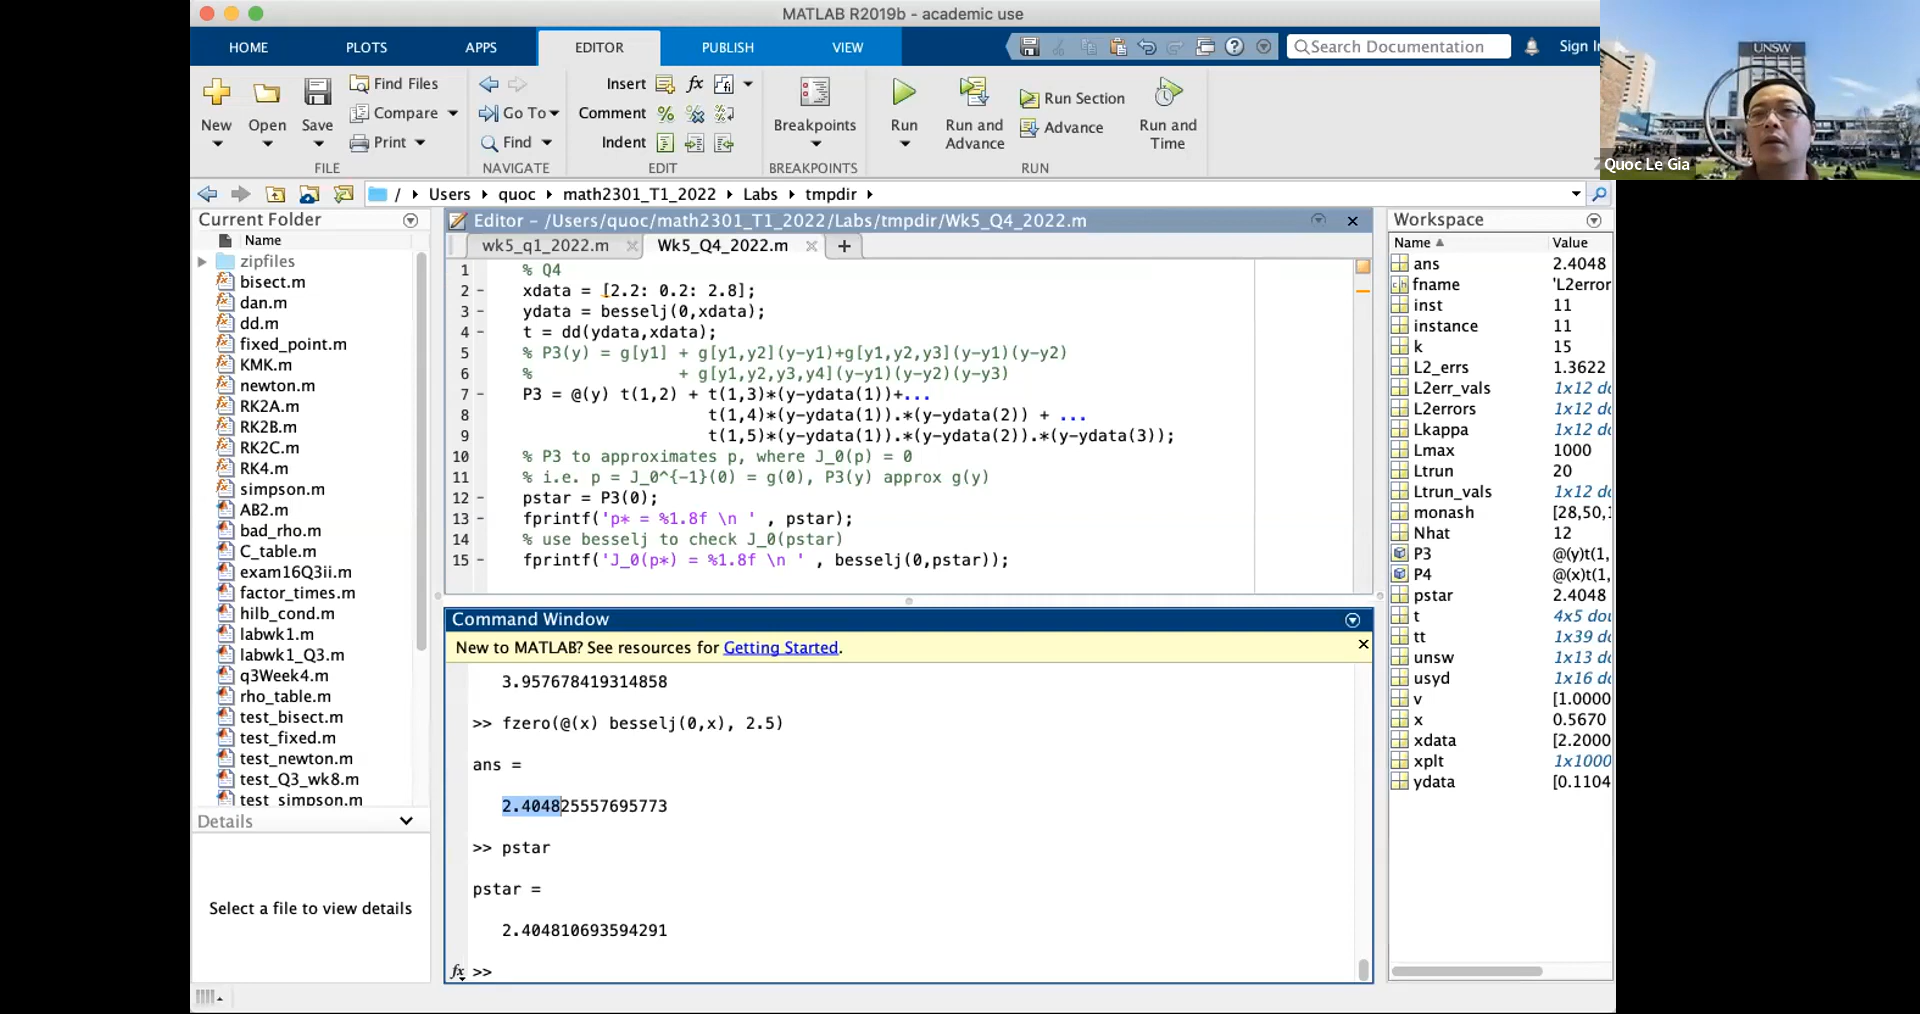 MATLAB R2019b - academic use
HOME PLOTS APPS EDITOR PUBLISH VIEW
Search Documentation
Sign In
New Open Save
Find Files
Compare
Print
FILE
Go To
Find
NAVIGATE
Insert
fx
Comment
Indent
EDIT
Breakpoints
BREAKPOINTS
Run
Run and Advance
Run Section
Advance
Run and Time
RUN
/ Users quoc math2301_T1_2022 Labs tmpdir
Current Folder
Name
zipfiles
bisect.m
dan.m
dd.m
fixed_point.m
KMK.m
newton.m
RK2A.m
RK2B.m
RK2C.m
RK4.m
simpson.m
AB2.m
bad_rho.m
C_table.m
exam16Q3ii.m
factor_times.m
hilb_cond.m
labwk1.m
labwk1_Q3.m
q3Week4.m
rho_table.m
test_bisect.m
test_fixed.m
test_newton.m
test_Q3_wk8.m
test_simpson.m
Details
Select a file to view details
Editor - /Users/quoc/math2301_T1_2022/Labs/tmpdir/Wk5_Q4_2022.m
wk5_q1_2022.m Wk5_Q4_2022.m +
1 % Q4
2 - xdata = [2.2: 0.2: 2.8];
3 - ydata = besselj(0,xdata);
4 - t = dd(ydata,xdata);
5 % P3(y) = g[y1] + g[y1,y2](y-y1)+g[y1,y2,y3](y-y1)(y-y2)
6 % + g[y1,y2,y3,y4](y-y1)(y-y2)(y-y3)
7 - P3 = @(y) t(1,2) + t(1,3)*(y-ydata(1))+...
8 t(1,4)*(y-ydata(1)).*(y-ydata(2)) + ...
9 t(1,5)*(y-ydata(1)).*(y-ydata(2)).*(y-ydata(3));
10 % P3 to approximates p, where J_0(p) = 0
11 % i.e. p = J_0^{-1}(0) = g(0), P3(y) approx g(y)
12 - pstar = P3(0);
13 - fprintf('p* = %1.8f \n ' , pstar);
14 % use besselj to check J_0(pstar)
15 - fprintf('J_0(p*) = %1.8f \n ' , besselj(0,pstar));
Command Window
New to MATLAB? See resources for Getting Started.
3.957678419314858
>> fzero(@(x) besselj(0,x), 2.5)
ans =
2.404825557695773
>> pstar
pstar =
2.404810693594291
fx >>
Workspace
Name Value
ans 2.4048
fname 'L2error
inst 11
instance 11
k 15
L2_errs 1.3622
L2err_vals 1x12 do
L2errors 1x12 do
Lkappa 1x12 do
Lmax 1000
Ltrun 20
Ltrun_vals 1x12 do
monash [28,50,1
Nhat 12
P3 @(y)t(1,
P4 @(x)t(1,
pstar 2.4048
t 4x5 dou
tt 1x39 do
unsw 1x13 do
usyd 1x16 do
v [1.0000
x 0.5670
xdata [2.2000
xplt 1x1000
ydata [0.1104
UNSW
Quoc Le Gia